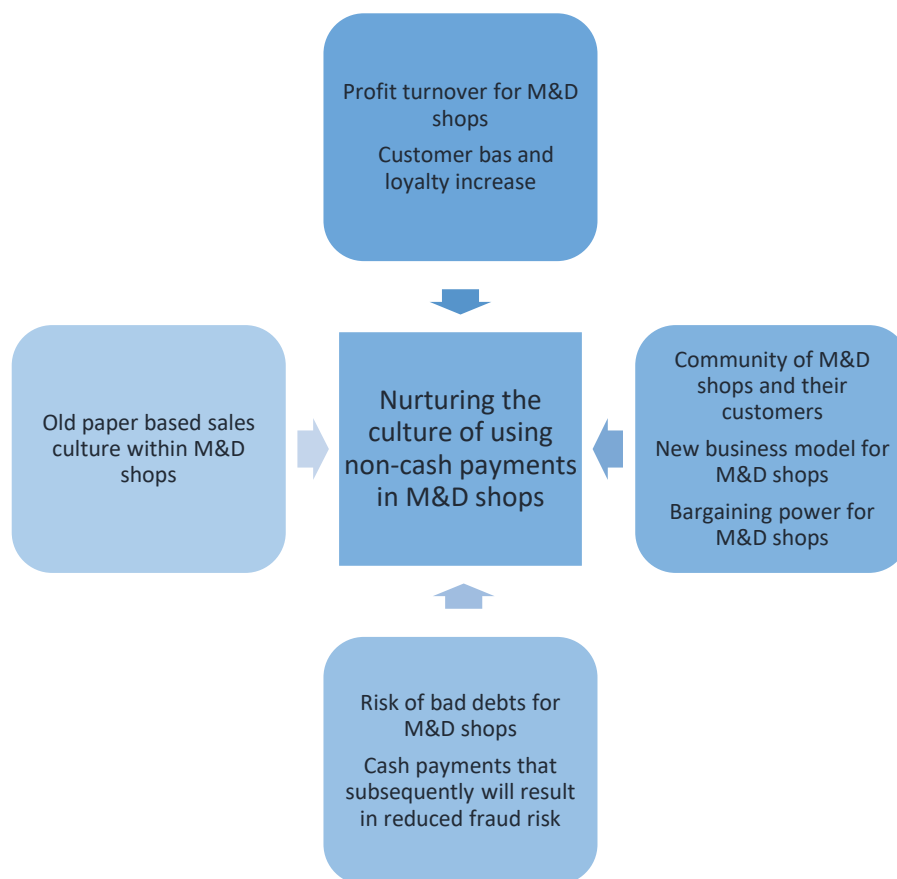 Profit turnover for M&D
shops
Customer bas and
loyalty increase
Old paper based sales
culture within M&D
shops
Nurturing the
culture of using
non-cash payments
in M&D shops
Community of M&D
shops and their
customers
New business model for
M&D shops
Bargaining power for
M&D shops
Risk of bad debts for
M&D shops
Cash payments that
subsequently will result
in reduced fraud risk